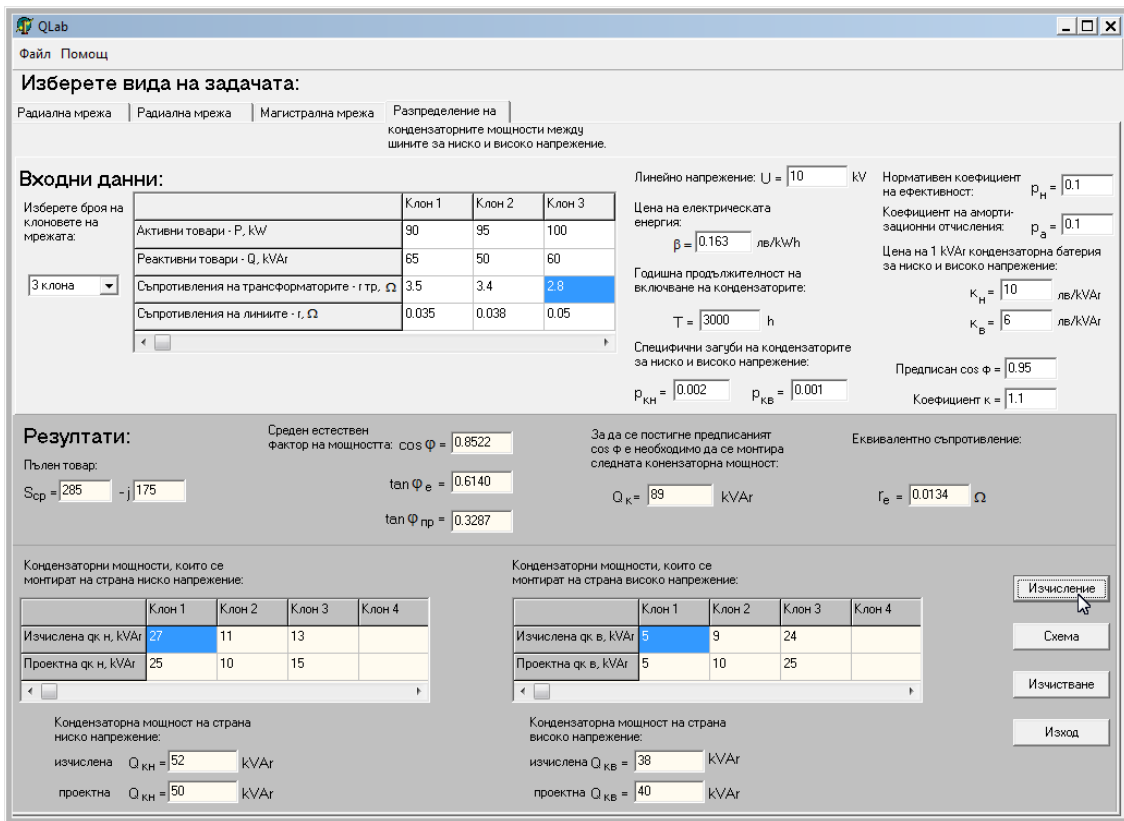 QLab
Файл Помощ
Изберете вида на задачата:
Радиална мрежа Радиална мрежа Магистрална мрежа Разпределение на
кондензаторните мощности между
шините за ниско и високо напрежение.
Входни данни:
Изберете броя на
клоновете на
мрежата:
3 клона
Клон 1 Клон 2 Клон 3
Активни товари - P, kW 90 95 100
Реактивни товари - Q, kVAr 65 50 60
Съпротивления на трансформаторите - r тр, Ω 3.5 3.4 2.8
Съпротивления на линиите - r, Ω 0.035 0.038 0.05
Линейно напрежение: U = 10 kV
Цена на електрическата
енергия:
β = 0.163 лв/kWh
Годишна продължителност на
включване на кондензаторите:
T = 3000 h
Специфични загуби на кондензаторите
за ниско и високо напрежение:
pкн = 0.002 pкв = 0.001
Нормативен коефициент
на ефективност: pн = 0.1
Коефициент на аморти-
зационни отчисления: pа = 0.1
Цена на 1 kVAr кондензаторна батерия
за ниско и високо напрежение:
кн = 10 лв/kVAr
кв = 6 лв/kVAr
Предписан cos φ = 0.95
Коефициент к = 1.1
Резултати:
Пълен товар:
Sср = 285 - j 175
Среден естествен
фактор на мощността: cos φ = 0.8522
tan φ е = 0.6140
tan φ пр = 0.3287
За да се постигне предписаният
cos ф е необходимо да се монтира
следната конензаторна мощност:
Qк = 89 kVAr
Еквивалентно съпротивление:
rе = 0.0134 Ω
Кондензаторни мощности, които се
монтират на страна ниско напрежение:
Клон 1 Клон 2 Клон 3 Клон 4
Изчислена qк н, kVAr 27 11 13
Проектна qк н, kVAr 25 10 15
Кондензаторна мощност на страна
ниско напрежение:
изчислена Q кн = 52 kVAr
проектна Q кн = 50 kVAr
Кондензаторни мощности, които се
монтират на страна високо напрежение:
Клон 1 Клон 2 Клон 3 Клон 4
Изчислена qк в, kVAr 5 9 24
Проектна qк в, kVAr 5 10 25
Кондензаторна мощност на страна
високо напрежение:
изчислена Q кв = 38 kVAr
проектна Q кв = 40 kVAr
Изчисление
Схема
Изчистване
Изход